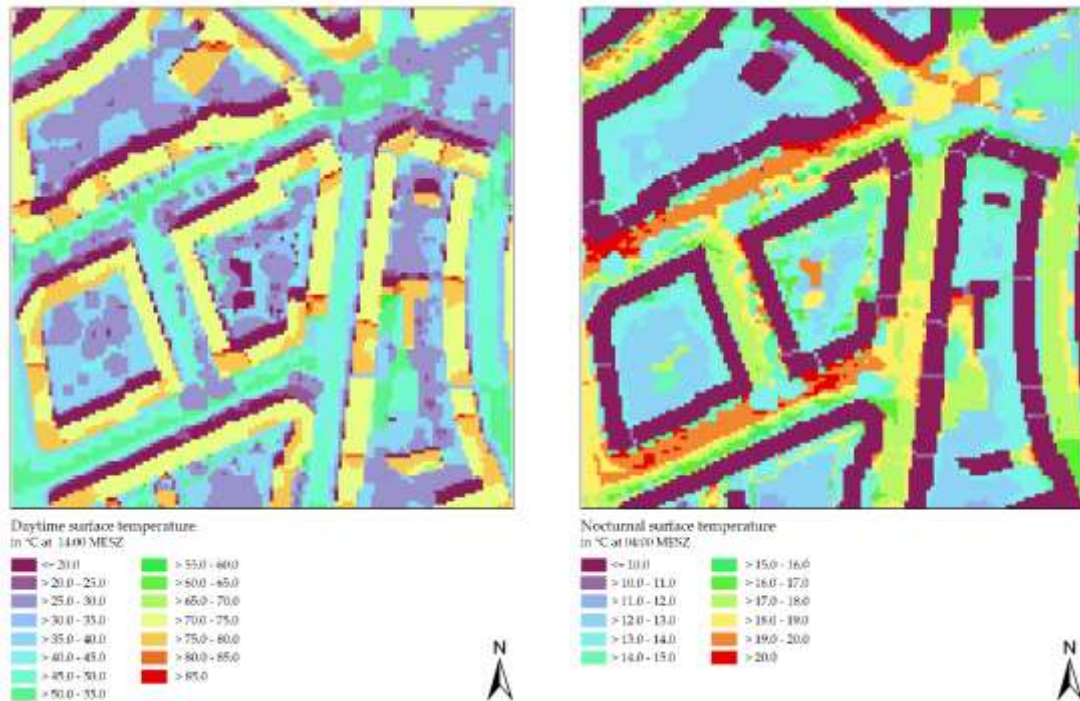 Daytime surface temperature
in °C at 14:00 MESZ
<= 20.0
> 20.0 - 25.0
> 25.0 - 30.0
> 30.0 - 35.0
> 35.0 - 40.0
> 40.0 - 45.0
> 45.0 - 50.0
> 50.0 - 55.0
> 55.0 - 60.0
> 60.0 - 65.0
> 65.0 - 70.0
> 70.0 - 75.0
> 75.0 - 80.0
> 80.0 - 85.0
> 85.0
N
Nocturnal surface temperature
in °C at 04:00 MESZ
<= 10.0
> 10.0 - 11.0
> 11.0 - 12.0
> 12.0 - 13.0
> 13.0 - 14.0
> 14.0 - 15.0
> 15.0 - 16.0
> 16.0 - 17.0
> 17.0 - 18.0
> 18.0 - 19.0
> 19.0 - 20.0
> 20.0
N